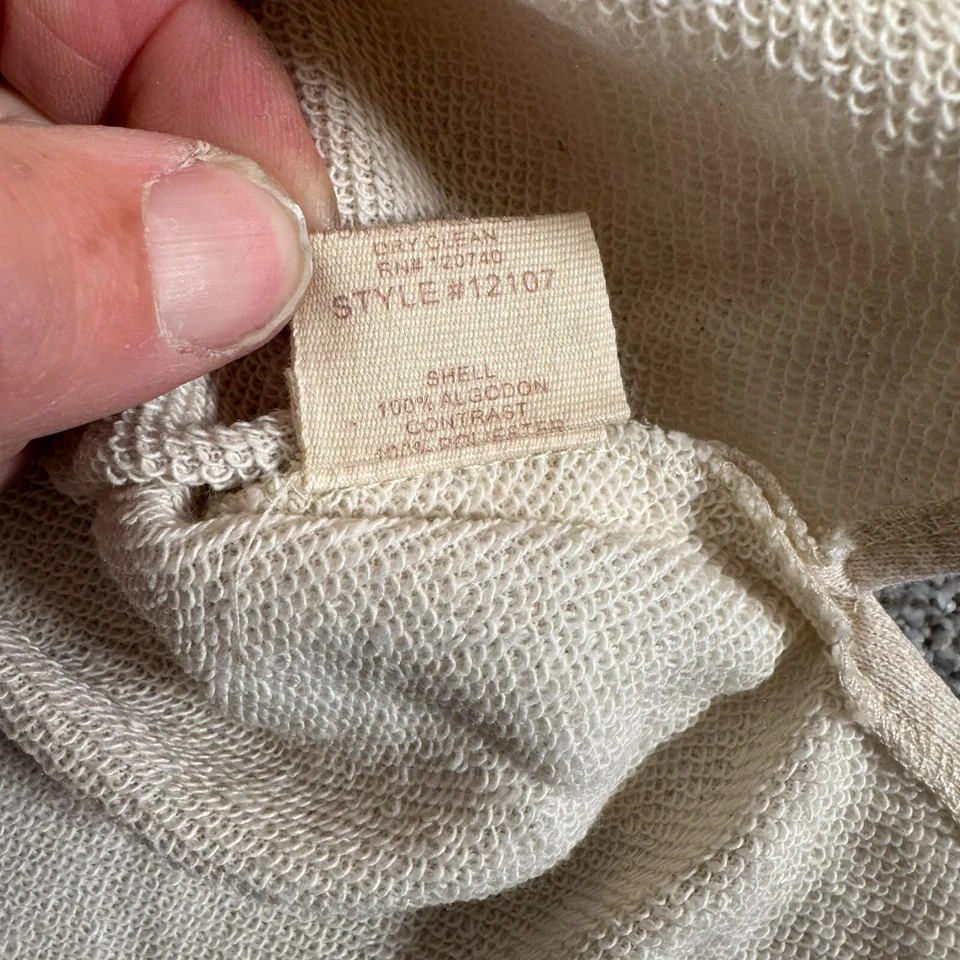 DRY CLEAN
RN# 120740
STYLE #12107
SHELL
100% ALGODON
CONTRAST
100% POLYESTER